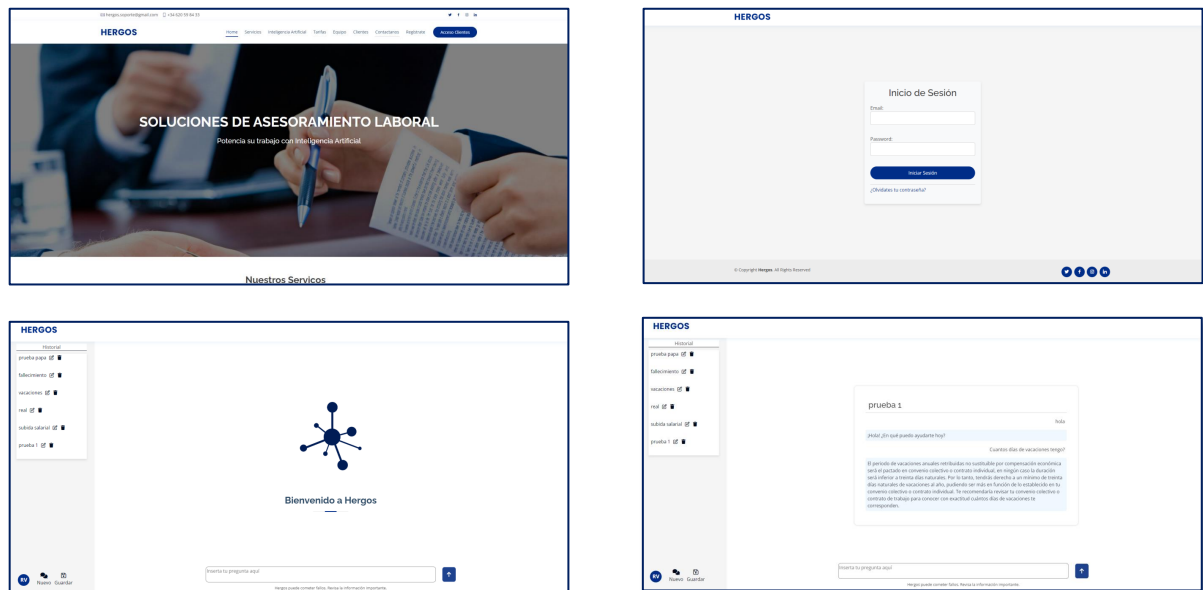 hergos.soporte@gmail.com
HERGOS
Home Servicios Inteligencia Artificial Tarifas Equipo Clientes Contactanos Registrate Acceso Clientes
SOLUCIONES DE ASESORAMIENTO LABORAL
Potencia su trabajo con Inteligencia Artificial
Nuestros Servicos
HERGOS
Inicio de Sesión
Email:
Password:
Iniciar Sesión
¿Olvidates tu contraseña?
© Copyright Hergos. All Rights Reserved
HERGOS
Historial
prueba papa
fallecimiento
vacaciones
real
subida salarial
prueba 1
Bienvenido a Hergos
RV
Nuevo Guardar
Inserta tu pregunta aquí
Hergos puede cometer fallos. Revisa la información importante.
HERGOS
Historial
prueba papa
fallecimiento
vacaciones
real
subida salarial
prueba 1
prueba 1
hola
¡Hola! ¿En qué puedo ayudarte hoy?
Cuantos días de vacaciones tengo?
El periodo de vacaciones anuales retribuidas no sustituible por compensación económica
será el pactado en convenio colectivo o contrato individual, en ningún caso la duración
será inferior a treinta días naturales. Por lo tanto, tendrás derecho a un mínimo de treinta
días naturales de vacaciones al año, pudiendo ser más en función de lo establecido en tu
convenio colectivo o contrato individual. Te recomendaría revisar tu convenio colectivo o
contrato de trabajo para conocer con exactitud cuántos días de vacaciones te
corresponden.
RV
Nuevo Guardar
Inserta tu pregunta aquí
Hergos puede cometer fallos. Revisa la información importante.